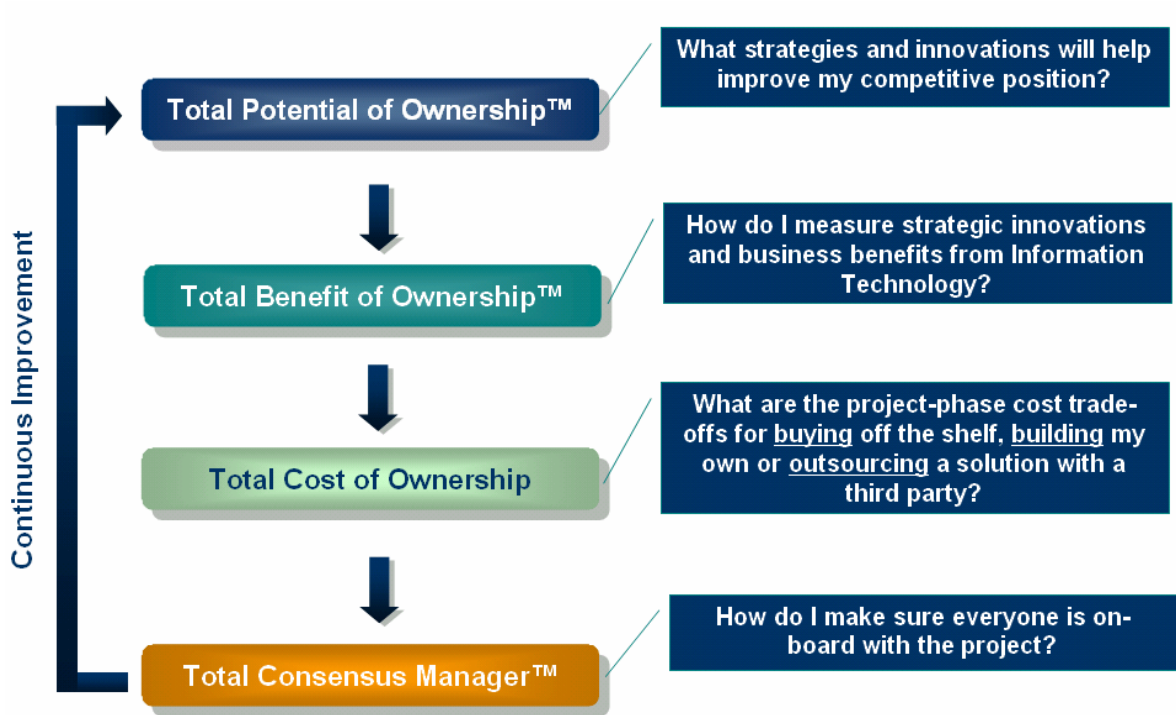 What strategies and innovations will help
improve my competitive position?
Total Potential of Ownership™
How do I measure strategic innovations
and business benefits from Information
Technology?
Total Benefit of Ownership™
What are the project-phase cost trade-
offs for buying off the shelf, building my
own or outsourcing a solution with a
third party?
Total Cost of Ownership
How do I make sure everyone is on-
board with the project?
Total Consensus Manager™
Continuous Improvement